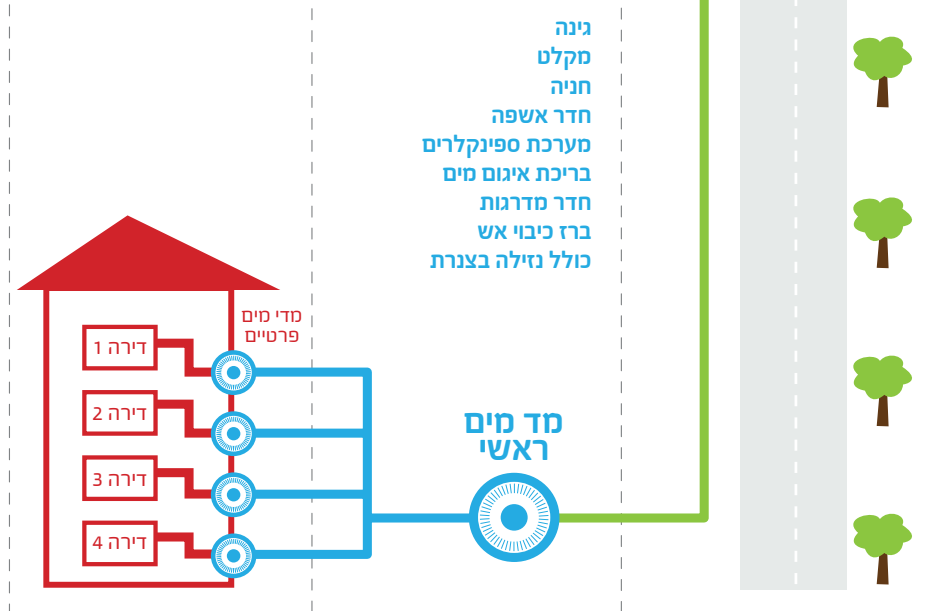 גינה
מקלט
חניה
חדר אשפה
מערכת ספינקלרים
בריכת איגום מים
חדר מדרגות
ברז כיבוי אש
כולל נזילה בצנרת
מדי מים
פרטיים
דירה 1
דירה 2
דירה 3
דירה 4
מד מים
ראשי